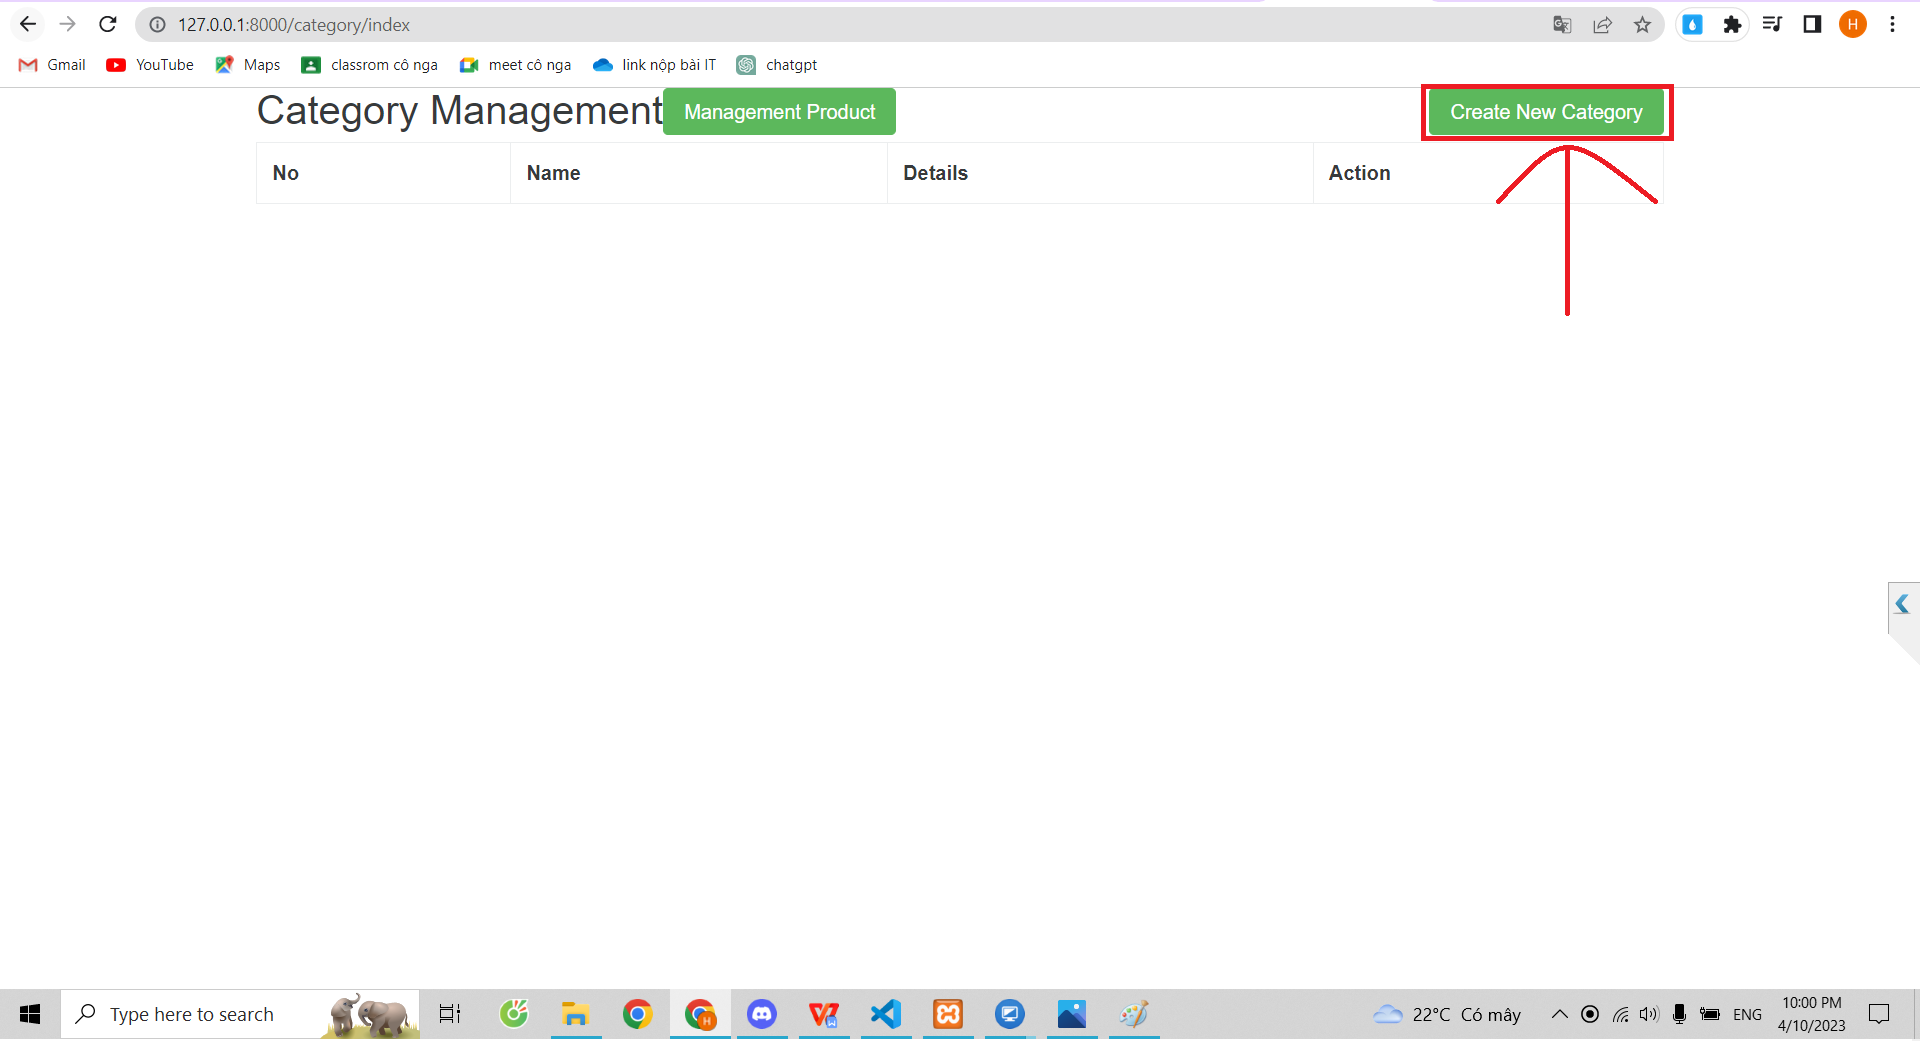 127.0.0.1:8000/category/index
H
Gmail YouTube Maps classrom cô nga meet cô nga link nộp bài IT chatgpt
Category Management Management Product Create New Category
No Name Details Action
Type here to search
H
W
22°C Có mây
ENG
10:00 PM
4/10/2023